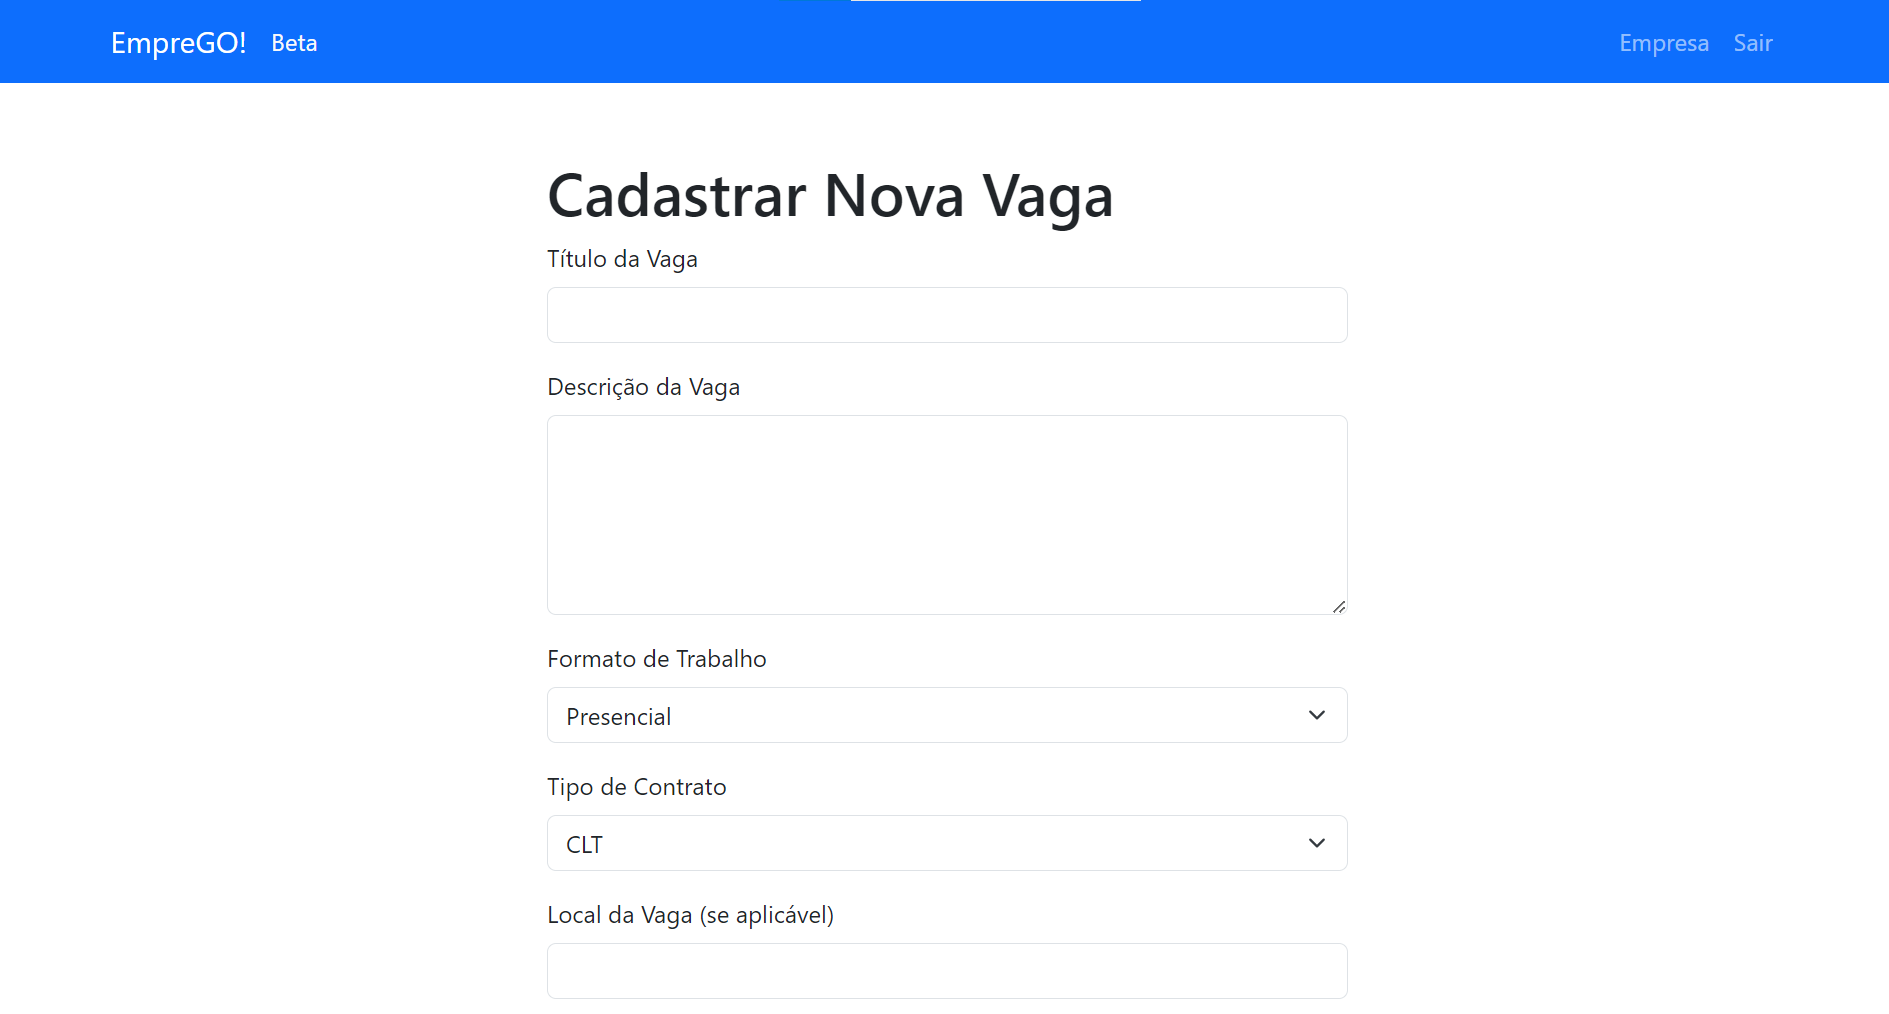 EmpreGO! Beta Empresa Sair
Cadastrar Nova Vaga
Título da Vaga
Descrição da Vaga
Formato de Trabalho
Presencial
Tipo de Contrato
CLT
Local da Vaga (se aplicável)